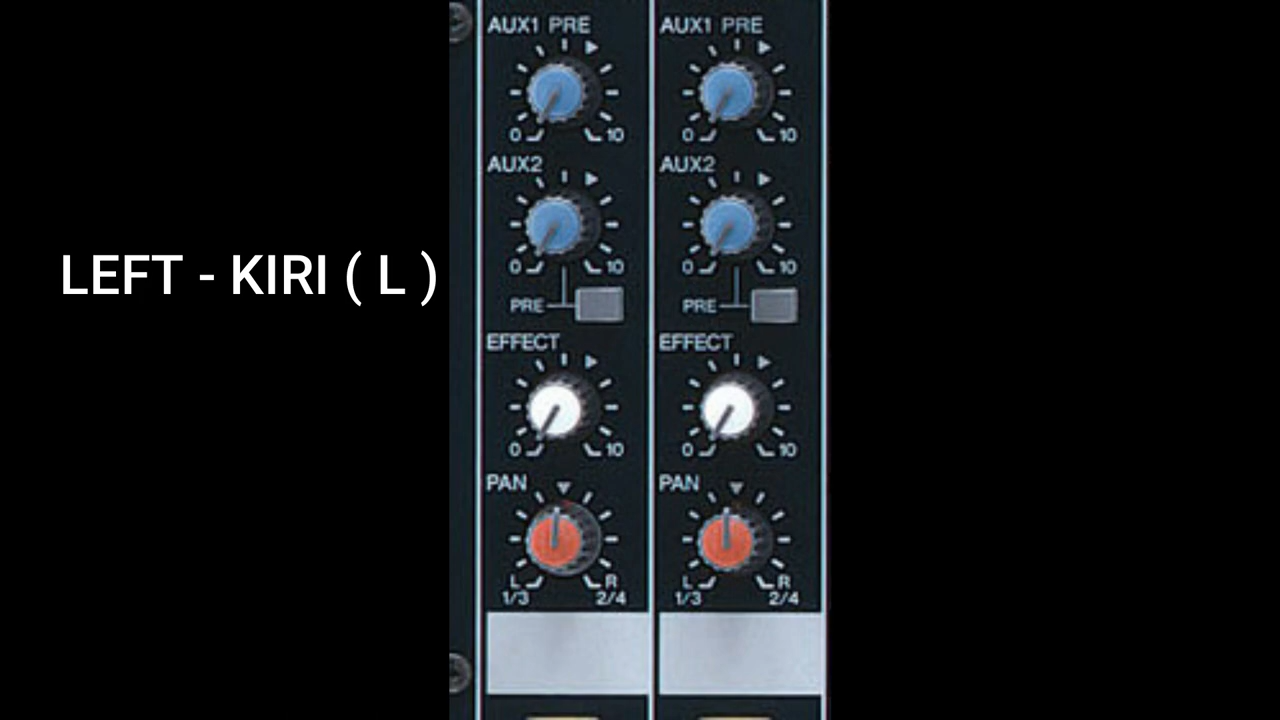 AUX1 PRE AUX1 PRE
0 10 0 10
AUX2 AUX2
LEFT - KIRI ( L )
0 10 0 10
PRE PRE
EFFECT EFFECT
0 10 0 10
PAN PAN
L R L R
1/3 2/4 1/3 2/4